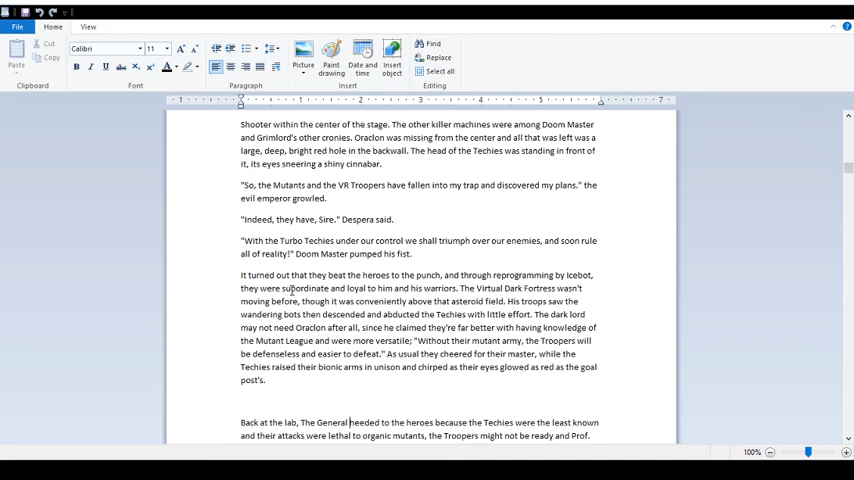 File Home View
Cut
Copy
Paste
Calibri 11
B I U abc X₂ X² A
Picture Paint drawing Date and time Insert object
Find
Replace
Select all
Clipboard Font Paragraph Insert Editing
1 1 2 3 4 5 7
Shooter within the center of the stage. The other killer machines were among Doom Master
and Grimlord's other cronies. Oraclon was missing from the center and all that was left was a
large, deep, bright red hole in the backwall. The head of the Techies was standing in front of
it, its eyes sneering a shiny cinnabar.
"So, the Mutants and the VR Troopers have fallen into my trap and discovered my plans." the
evil emperor growled.
"Indeed, they have, Sire." Despera said.
"With the Turbo Techies under our control we shall triumph over our enemies, and soon rule
all of reality!" Doom Master pumped his fist.
It turned out that they beat the heroes to the punch, and through reprogramming by Icebot,
they were subordinate and loyal to him and his warriors. The Virtual Dark Fortress wasn't
moving before, though it was conveniently above that asteroid field. His troops saw the
wandering bots then descended and abducted the Techies with little effort. The dark lord
may not need Oraclon after all, since he claimed they're far better with having knowledge of
the Mutant League and were more versatile; "Without their mutant army, the Troopers will
be defenseless and easier to defeat." As usual they cheered for their master, while the
Techies raised their bionic arms in unison and chirped as their eyes glowed as red as the goal
post's.
Back at the lab, The General heeded to the heroes because the Techies were the least known
and their attacks were lethal to organic mutants, the Troopers might not be ready and Prof.
100%